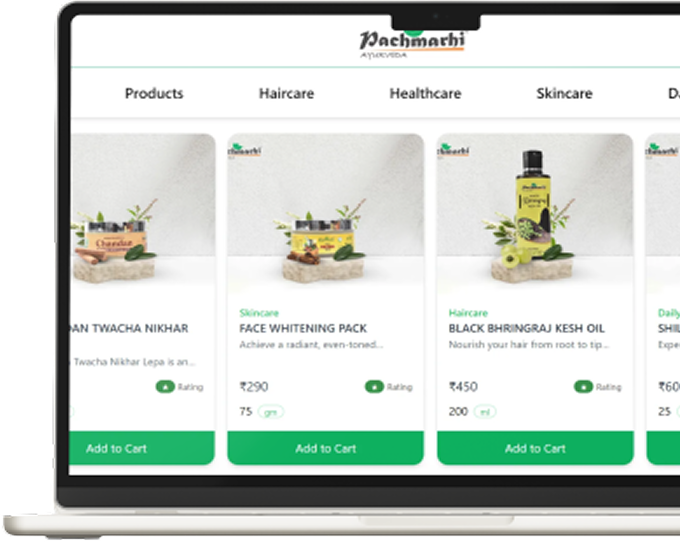 Pachmarhi
AYURVEDA
Products Haircare Healthcare Skincare
Chandan
Pachmarhi
Skincare Haircare Daily
DAN TWACHA NIKHAR FACE WHITENING PACK BLACK BHRINGRAJ KESH OIL SHIL
Achieve a radiant, even-toned... Nourish your hair from root to tip... Expe
Twacha Nikhar Lepa is an...
Rating ₹290 Rating ₹450 Rating ₹60
75 gm 200 ml 25
Add to Cart Add to Cart Add to Cart